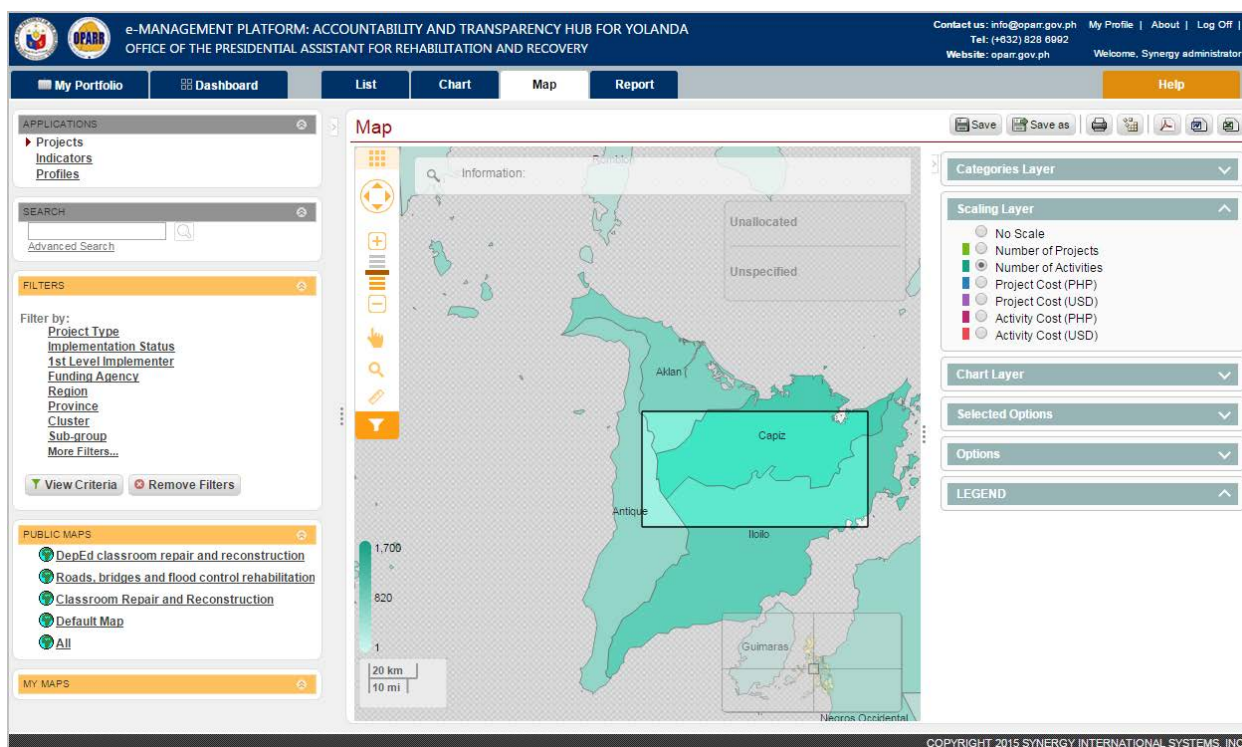 OPARR
e-MANAGEMENT PLATFORM: ACCOUNTABILITY AND TRANSPARENCY HUB FOR YOLANDA
OFFICE OF THE PRESIDENTIAL ASSISTANT FOR REHABILITATION AND RECOVERY
Contact us: info@oparr.gov.ph
Tel: (+632) 828 6992
Website: oparr.gov.ph
My Profile | About | Log Off |
Welcome, Synergy administrator
My Portfolio
Dashboard
List
Chart
Map
Report
Help
APPLICATIONS
Projects
Indicators
Profiles
SEARCH
Advanced Search
FILTERS
Filter by:
Project Type
Implementation Status
1st Level Implementer
Funding Agency
Region
Province
Cluster
Sub-group
More Filters...
View Criteria
Remove Filters
PUBLIC MAPS
DepEd classroom repair and reconstruction
Roads, bridges and flood control rehabilitation
Classroom Repair and Reconstruction
Default Map
All
MY MAPS
Map
Save
Save as
Romblon
Information:
Unallocated
Unspecified
Aklan
Capiz
Antique
Iloilo
Guimaras
Negros Occidental
1,700
820
1
20 km
10 mi
Categories Layer
Scaling Layer
No Scale
Number of Projects
Number of Activities
Project Cost (PHP)
Project Cost (USD)
Activity Cost (PHP)
Activity Cost (USD)
Chart Layer
Selected Options
Options
LEGEND
COPYRIGHT 2015 SYNERGY INTERNATIONAL SYSTEMS, INC